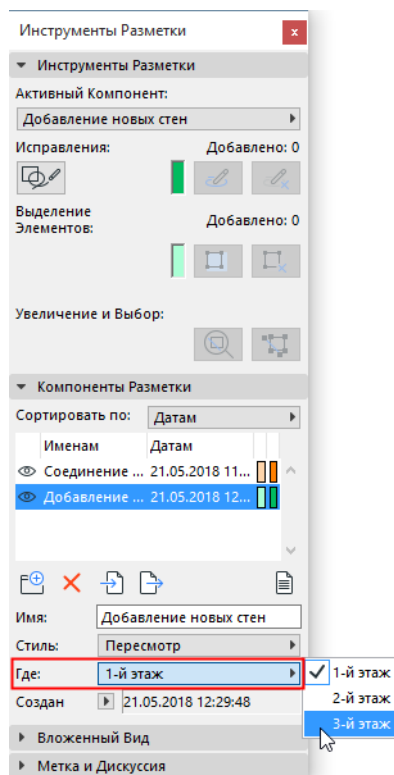 Инструменты Разметки
x
Инструменты Разметки
Активный Компонент:
Добавление новых стен
Исправления: Добавлено: 0
Выделение
Элементов: Добавлено: 0
Увеличение и Выбор:
Компоненты Разметки
Сортировать по: Датам
Именам Датам
Соединение ... 21.05.2018 11...
Добавление ... 21.05.2018 12...
Имя: Добавление новых стен
Стиль: Пересмотр
Где: 1-й этаж
1-й этаж
2-й этаж
3-й этаж
Создан 21.05.2018 12:29:48
Вложенный Вид
Метка и Дискуссия